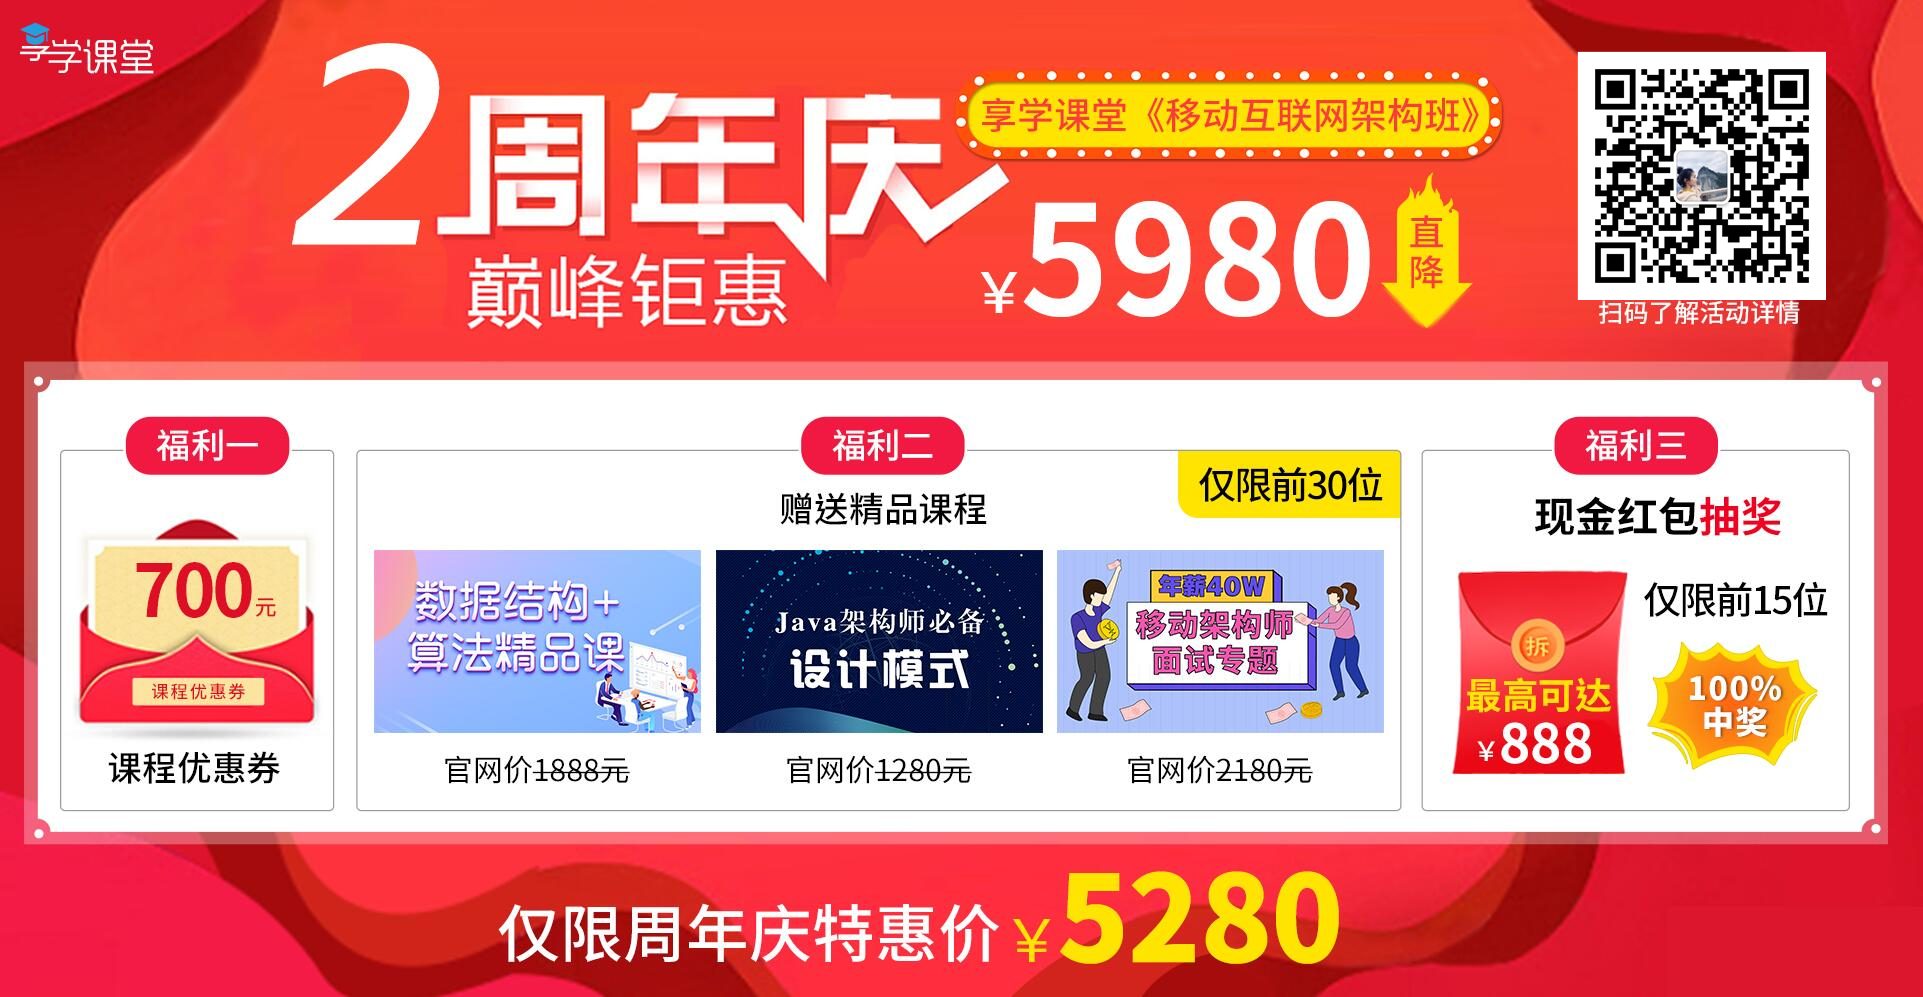 享学课堂
2周年庆
巅峰钜惠
享学课堂《移动互联网架构班》
¥5980
直降
扫码了解活动详情
福利一
700元
课程优惠券
课程优惠券
福利二
仅限前30位
赠送精品课程
数据结构+
算法精品课
官网价1888元
Java架构师必备
设计模式
官网价1280元
年薪40W
移动架构师
面试专题
官网价2180元
福利三
现金红包抽奖
仅限前15位
拆
最高可达
¥888
100%
中奖
仅限周年庆特惠价¥5280